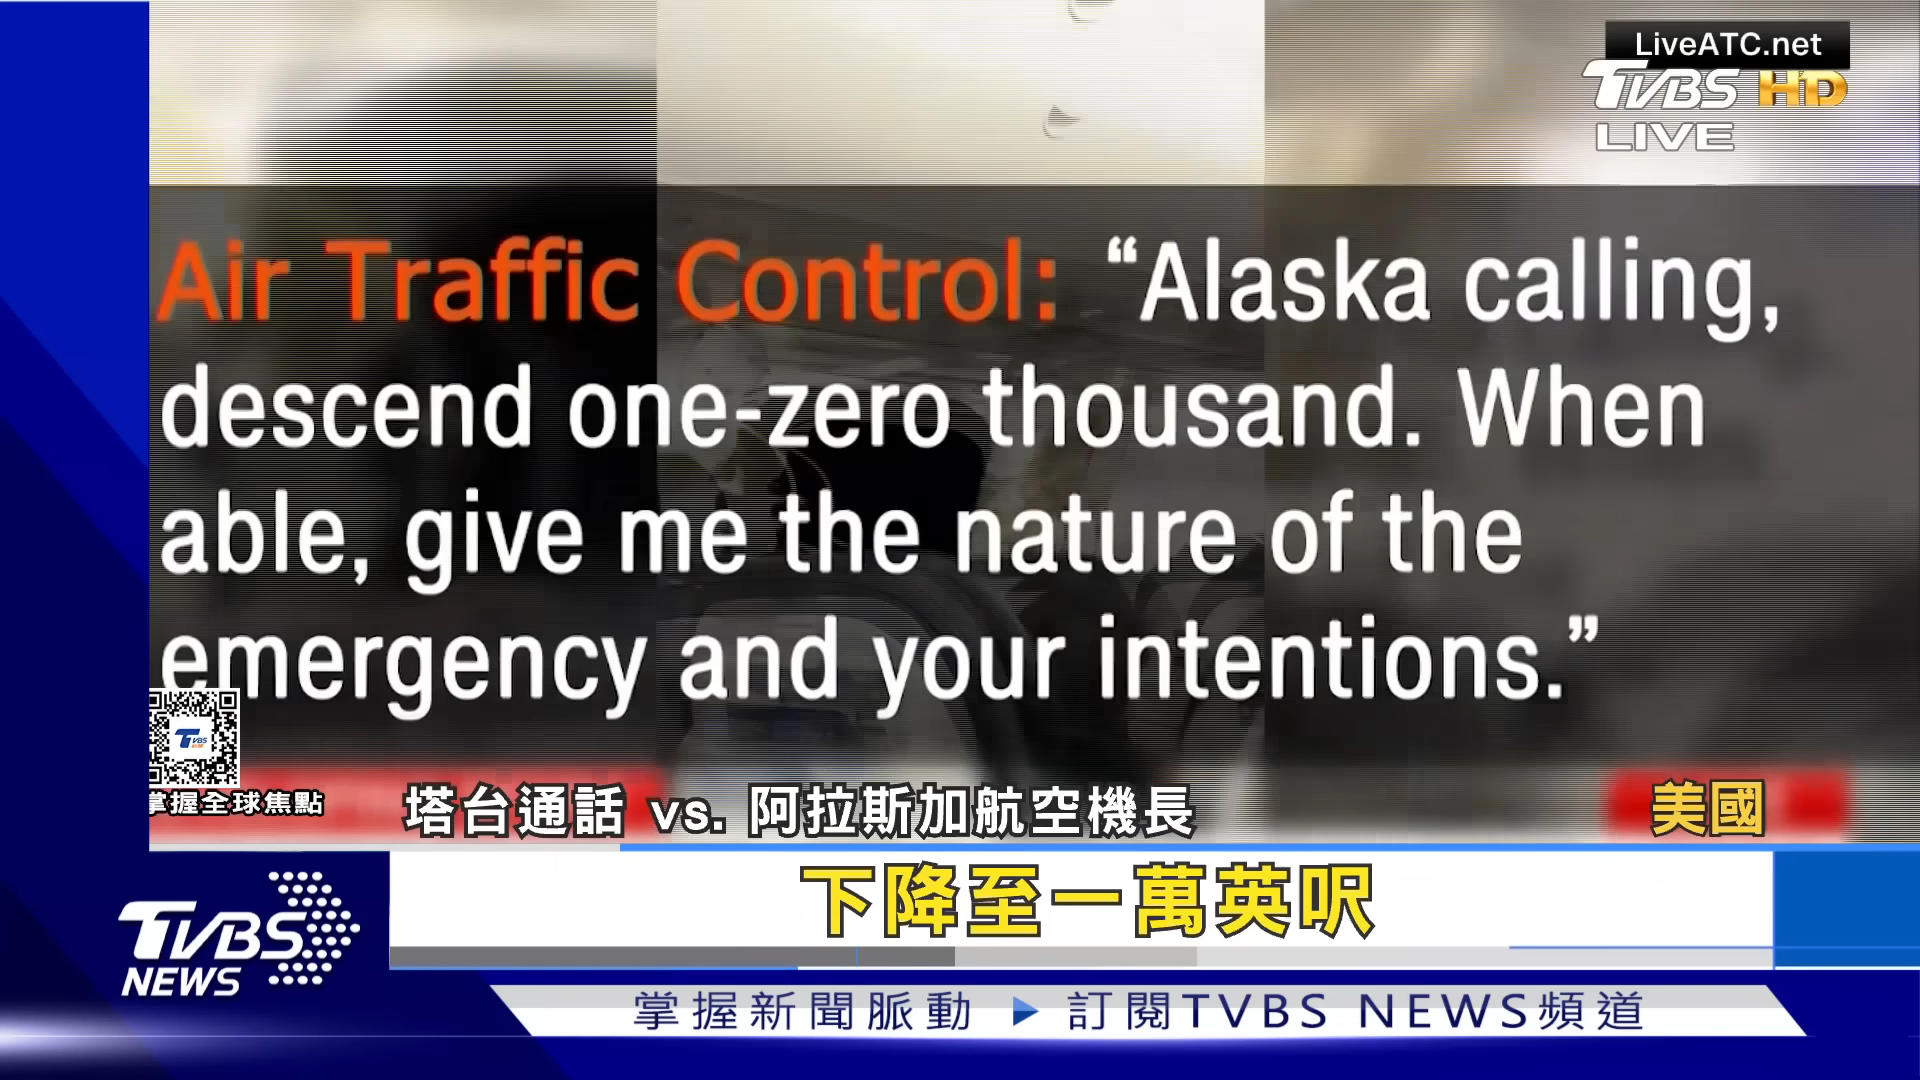 LiveATC.net
TVBS HD
LIVE
Air Traffic Control: “Alaska calling,
descend one-zero thousand. When
able, give me the nature of the
emergency and your intentions.”
TVBS
掌握全球焦點
塔台通話 vs. 阿拉斯加航空機長
美國
下降至一萬英呎
TVBS
NEWS
掌握新聞脈動 ▶ 訂閱TVBS NEWS頻道